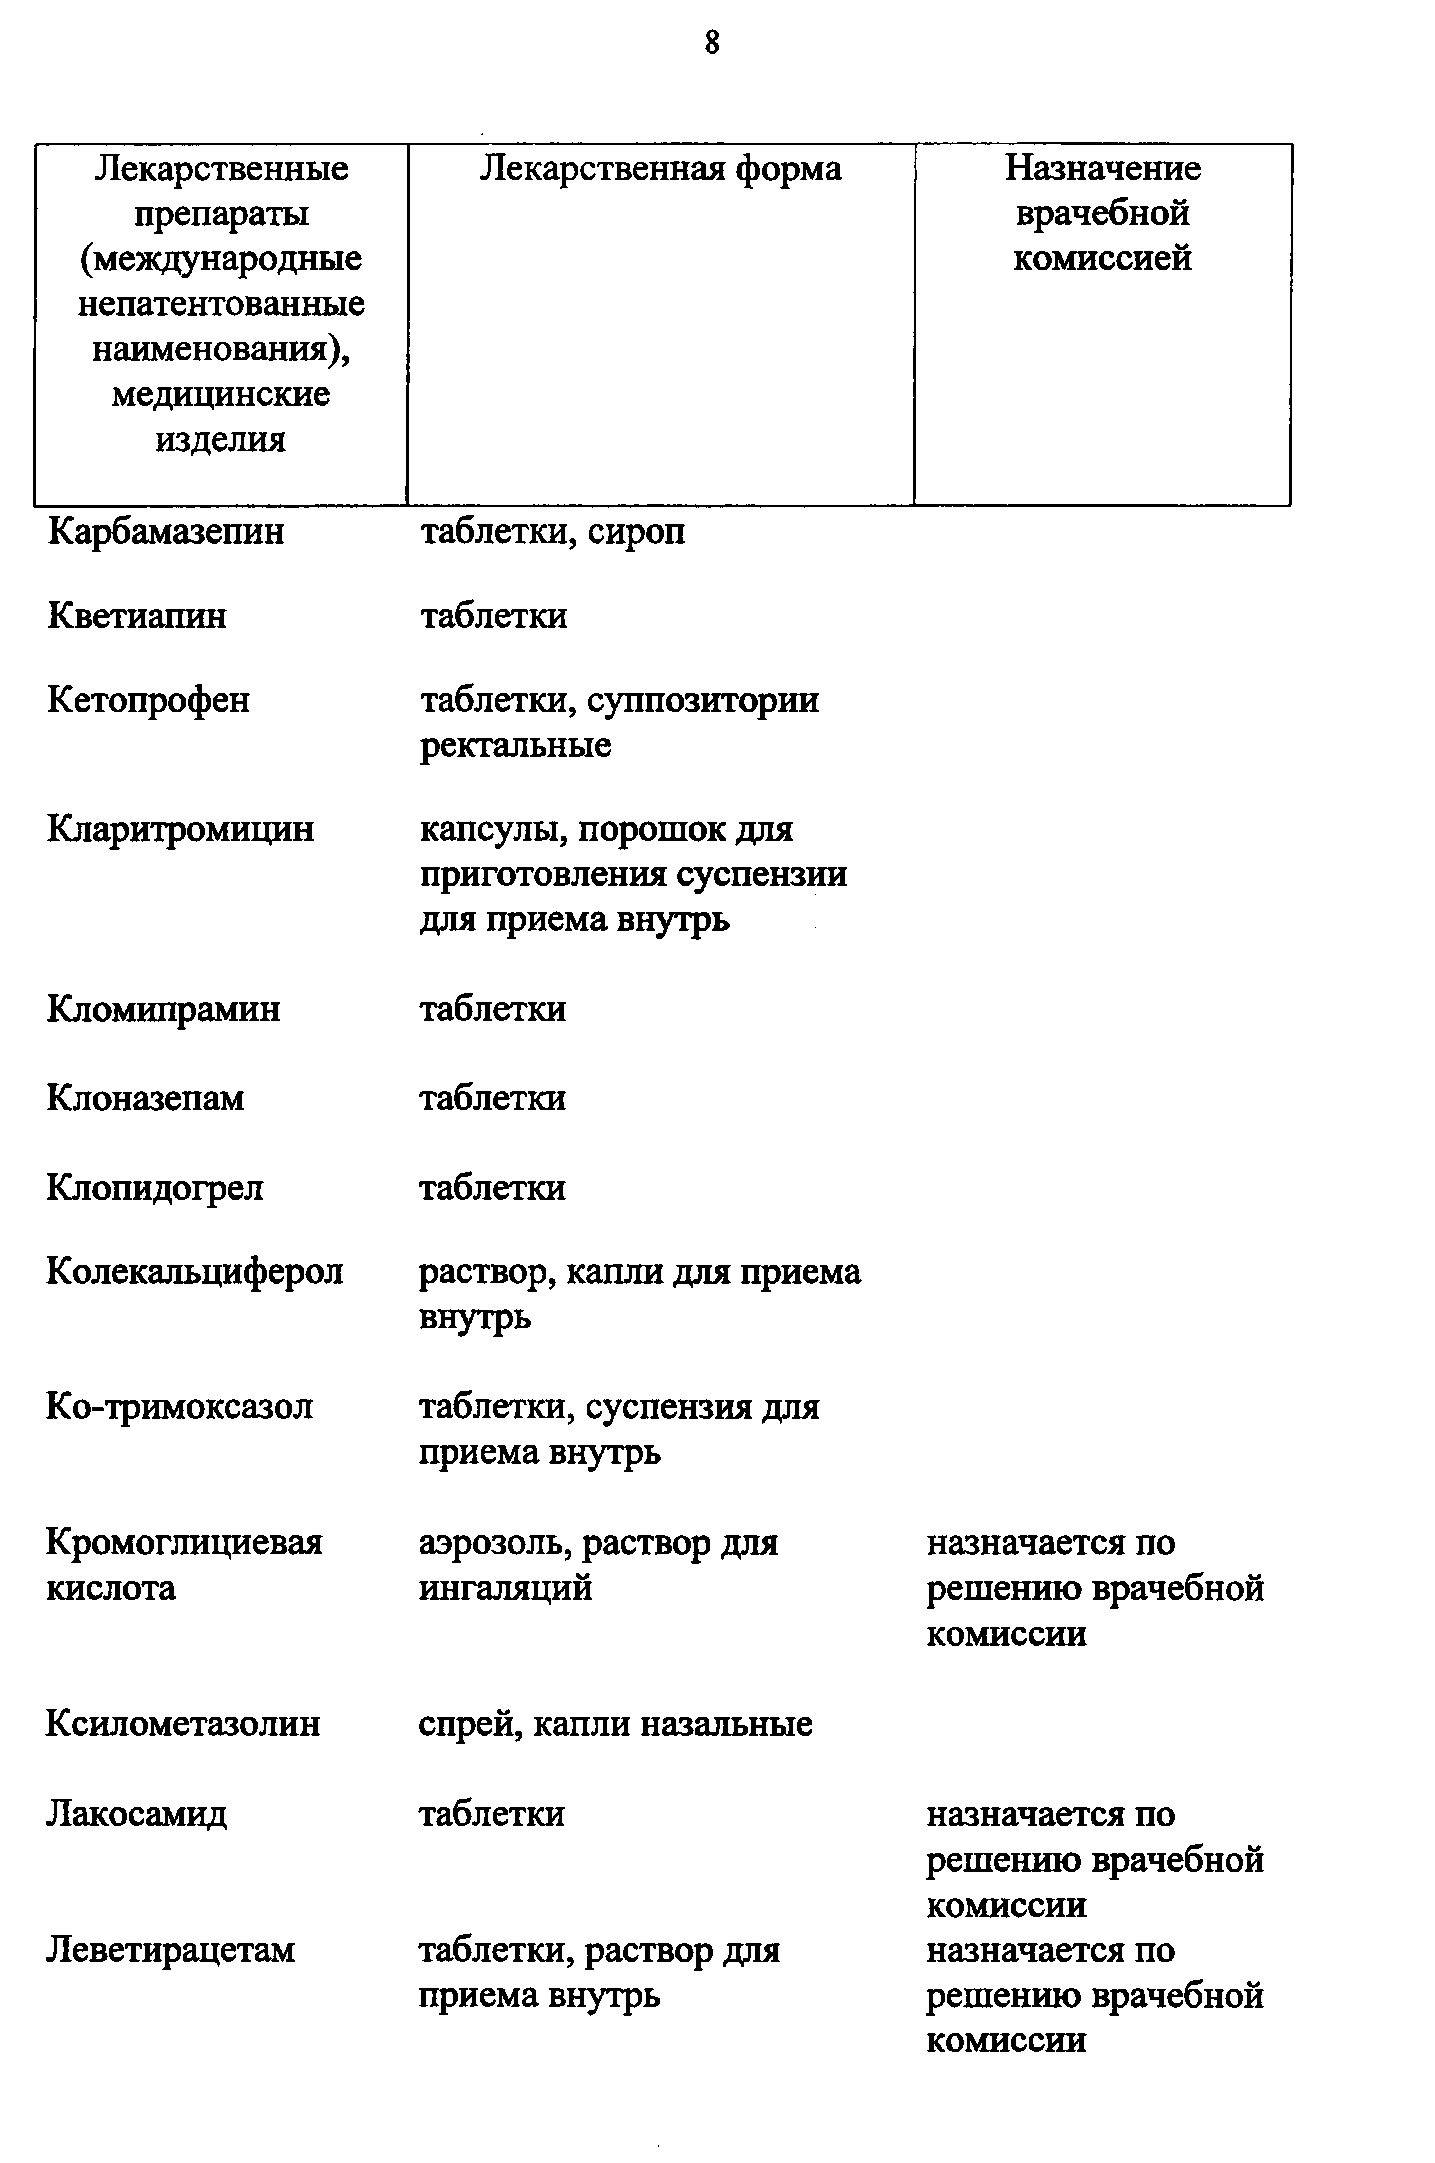 8
Лекарственные
препараты
(международные
непатентованные
наименования),
медицинские
изделия
Лекарственная форма
Назначение
врачебной
комиссией
Карбамазепин
таблетки, сироп
Кветиапин
таблетки
Кетопрофен
таблетки, суппозитории
ректальные
Кларитромицин
капсулы, порошок для
приготовления суспензии
для приема внутрь
Кломипрамин
таблетки
Клоназепам
таблетки
Клопидогрел
таблетки
Колекальциферол
раствор, капли для приема
внутрь
Ко-тримоксазол
таблетки, суспензия для
приема внутрь
Кромоглициевая
кислота
аэрозоль, раствор для
ингаляций
назначается по
решению врачебной
комиссии
Ксилометазолин
спрей, капли назальные
Лакосамид
таблетки
назначается по
решению врачебной
комиссии
Леветирацетам
таблетки, раствор для
приема внутрь
назначается по
решению врачебной
комиссии